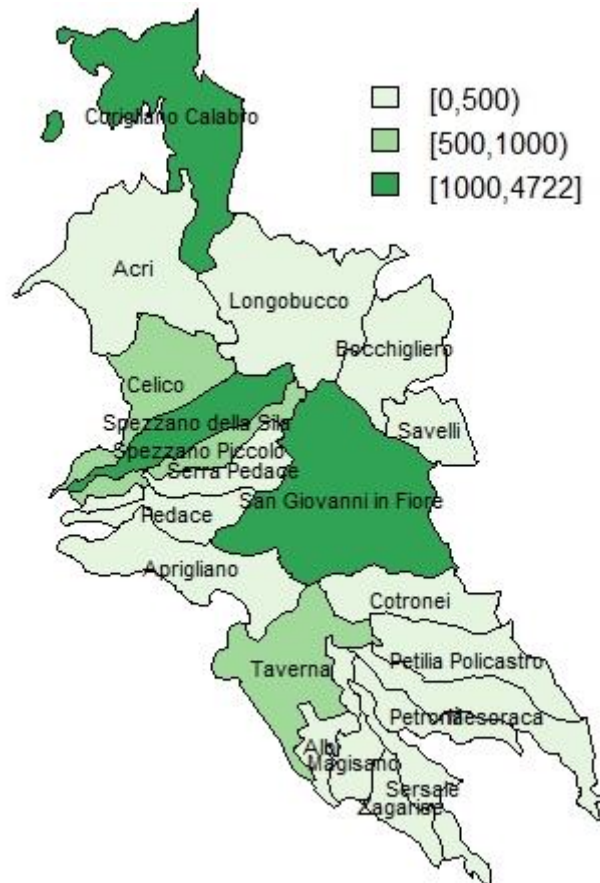 [0,500)
Corigliano Calabro
[500,1000)
[1000,4722]
Acri
Longobucco
Bocchigliero
Celico
Spezzano della Sila
Savelli
Spezzano Piccolo
Serra Pedace
San Giovanni in Fiore
Pedace
Aprigliano
Cotronei
Petilia Policastro
Taverna
Petronà
Mesoraca
Albi
Magisano
Sersale
Zagarise